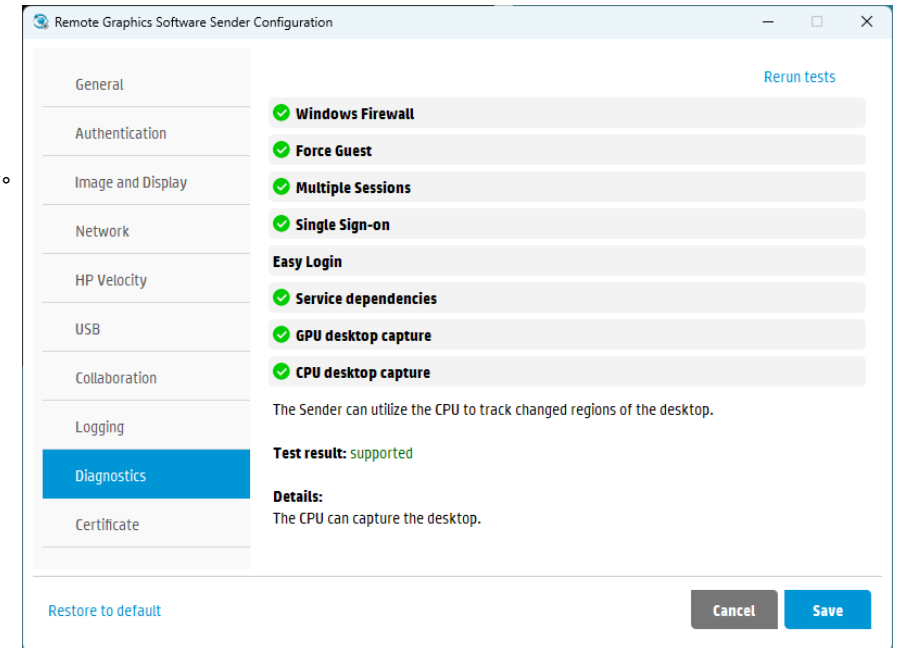 Remote Graphics Software Sender Configuration
General
Authentication
Image and Display
Network
HP Velocity
USB
Collaboration
Logging
Diagnostics
Certificate
Rerun tests
Windows Firewall
Force Guest
Multiple Sessions
Single Sign-on
Easy Login
Service dependencies
GPU desktop capture
CPU desktop capture
The Sender can utilize the CPU to track changed regions of the desktop.
Test result: supported
Details:
The CPU can capture the desktop.
Restore to default
Cancel
Save